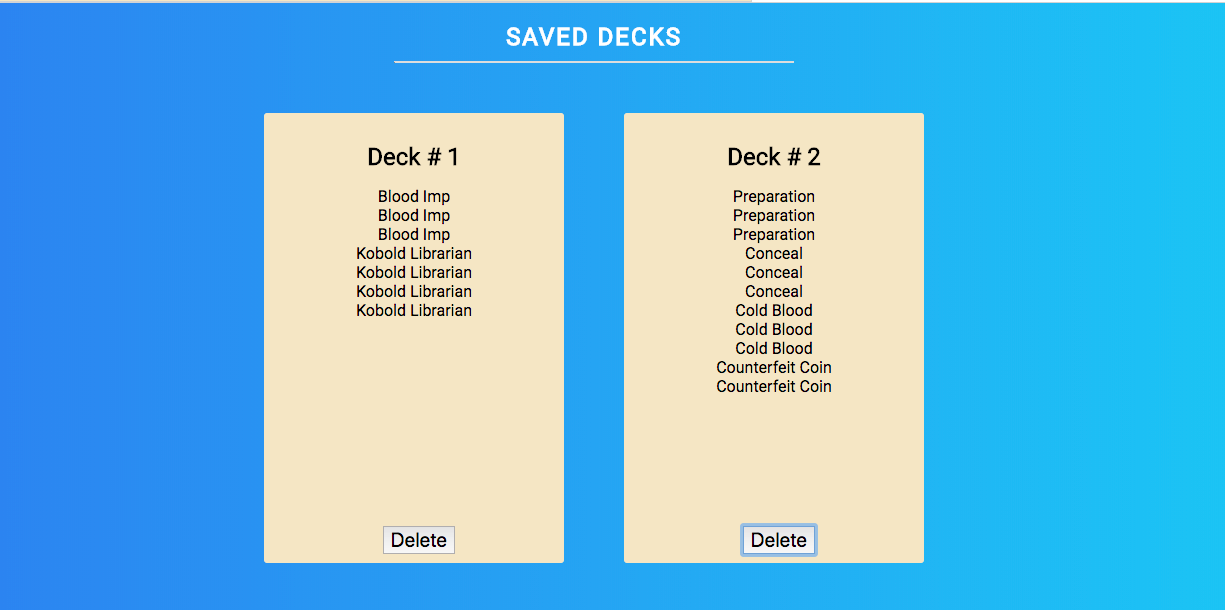 SAVED DECKS
Deck # 1
Blood Imp
Blood Imp
Blood Imp
Kobold Librarian
Kobold Librarian
Kobold Librarian
Kobold Librarian
Delete
Deck # 2
Preparation
Preparation
Preparation
Conceal
Conceal
Conceal
Cold Blood
Cold Blood
Cold Blood
Counterfeit Coin
Counterfeit Coin
Delete